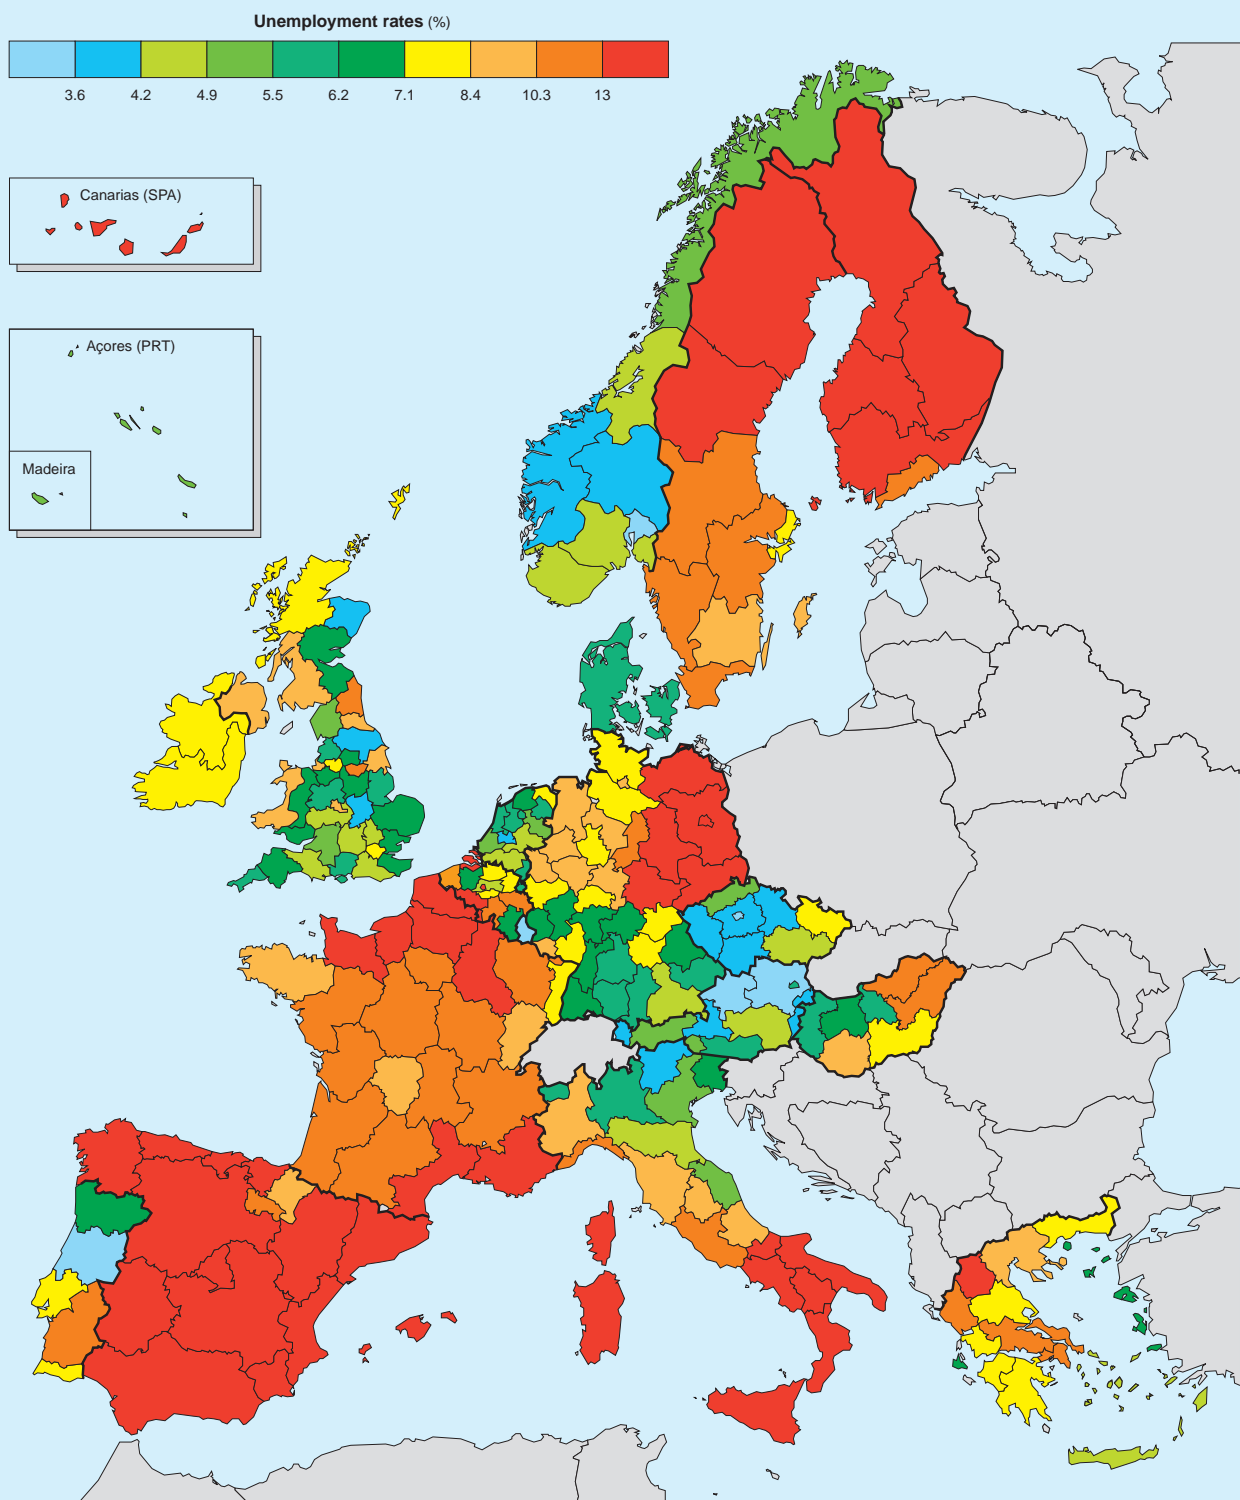 Unemployment rates (%)
3.6 4.2 4.9 5.5 6.2 7.1 8.4 10.3 13
Canarias (SPA)
Açores (PRT)
Madeira